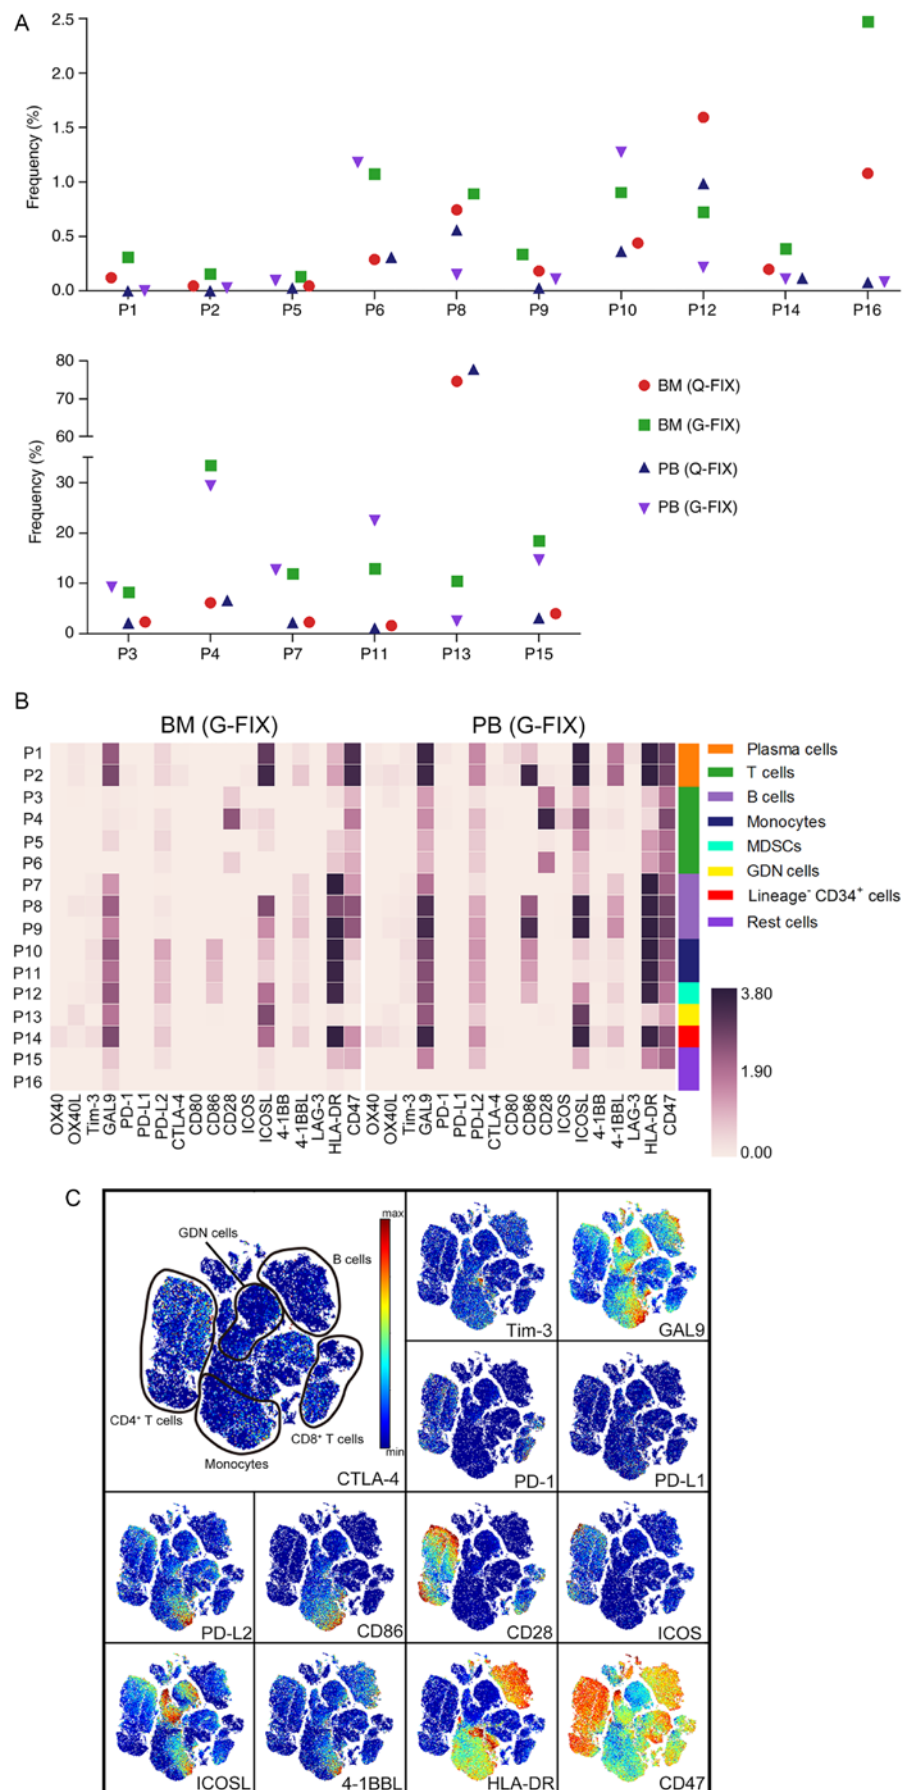 A
2.5
2.0
1.5
1.0
0.5
0.0
Frequency (%)
P1 P2 P5 P6 P8 P9 P10 P12 P14 P16
80
70
60
30
20
10
0
Frequency (%)
P3 P4 P7 P11 P13 P15
BM (Q-FIX)
BM (G-FIX)
PB (Q-FIX)
PB (G-FIX)
B
BM (G-FIX) PB (G-FIX)
P1
P2
P3
P4
P5
P6
P7
P8
P9
P10
P11
P12
P13
P14
P15
P16
Plasma cells
T cells
B cells
Monocytes
MDSCs
GDN cells
Lineage⁻ CD34⁺ cells
Rest cells
3.80
1.90
0.00
OX40 OX40L Tim-3 GAL9 PD-1 PD-L1 PD-L2 CTLA-4 CD80 CD86 CD28 ICOS ICOSL 4-1BB 4-1BBL LAG-3 HLA-DR CD47
OX40 OX40L Tim-3 GAL9 PD-1 PD-L1 PD-L2 CTLA-4 CD80 CD86 CD28 ICOS ICOSL 4-1BB 4-1BBL LAG-3 HLA-DR CD47
C
max
GDN cells
B cells
CD4⁺ T cells
CD8⁺ T cells
Monocytes
min
CTLA-4
Tim-3 GAL9
PD-1 PD-L1
PD-L2 CD86 CD28 ICOS
ICOSL 4-1BBL HLA-DR CD47